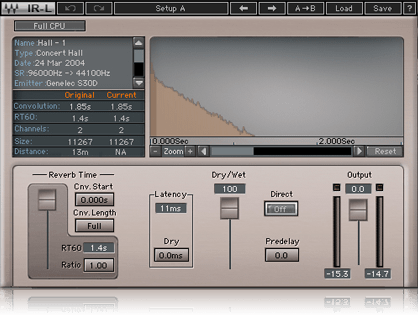 IR-L Setup A A→B Load Save ?
Full CPU
Name :Hall - 1
Type :Concert Hall
Date :24 Mar 2004
SR :96000Hz -> 44100Hz
Emitter :Genelec S30D
Original Current
Convolution: 1.85s 1.85s
RT60: 1.4s 1.4s
Channels: 2 2
Size: 11267 11267
Distance: 13m NA
0.000Sec 2.000Sec
- Zoom + Reset
Reverb Time
Cnv.Start
0.000s
Cnv.Length
Full
RT60 1.4s
Ratio 1.00
Latency
11ms
Dry
0.0ms
Dry/Wet
100
Direct
Off
Predelay
0.0
Output
0.0
-15.3 -14.7